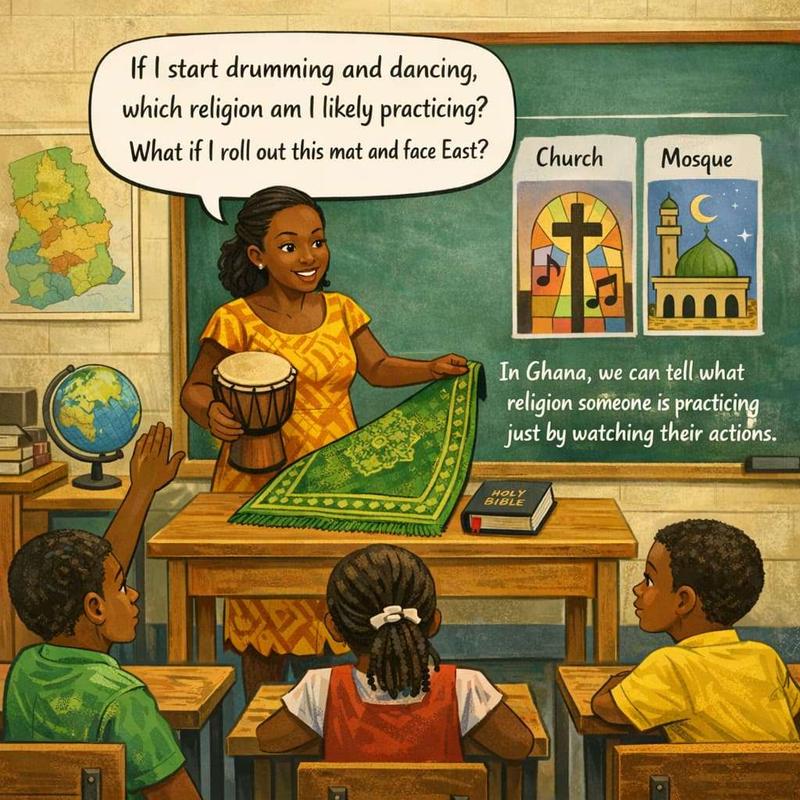 If I start drumming and dancing,
which religion am I likely practicing?
What if I roll out this mat and face East?
Church
Mosque
In Ghana, we can tell what
religion someone is practicing
just by watching their actions.
HOLY
BIBLE